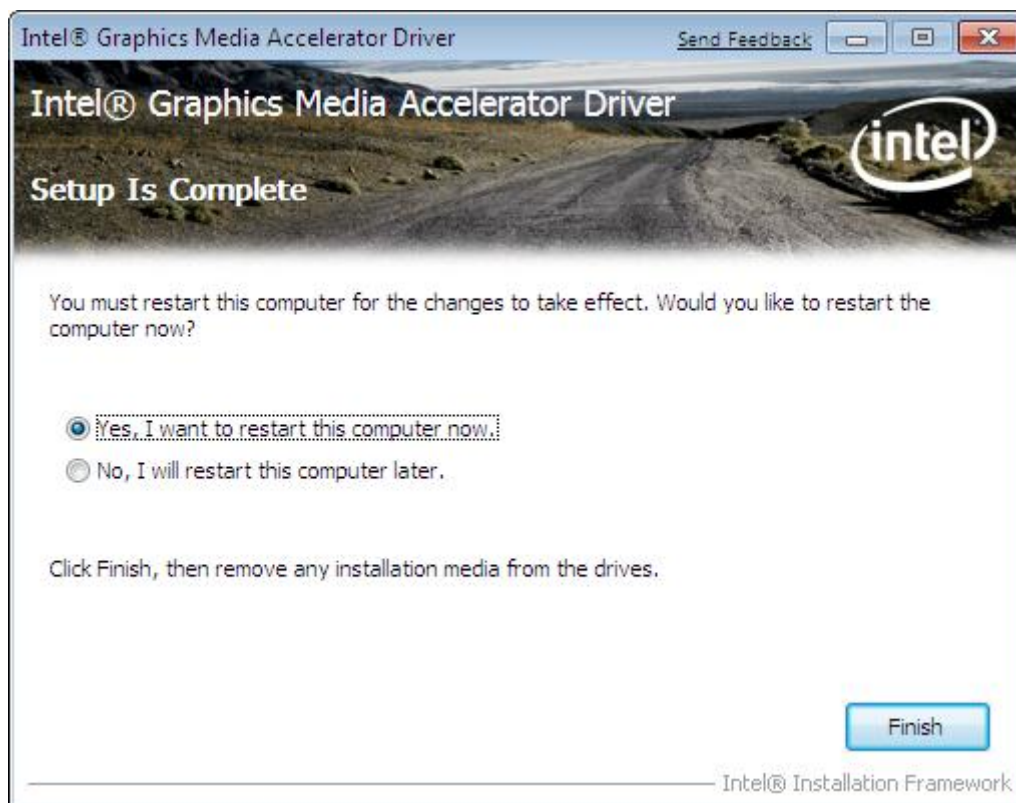 Intel® Graphics Media Accelerator Driver
Send Feedback
Intel® Graphics Media Accelerator Driver
intel
Setup Is Complete
You must restart this computer for the changes to take effect. Would you like to restart the
computer now?
Yes, I want to restart this computer now.
No, I will restart this computer later.
Click Finish, then remove any installation media from the drives.
Finish
Intel® Installation Framework